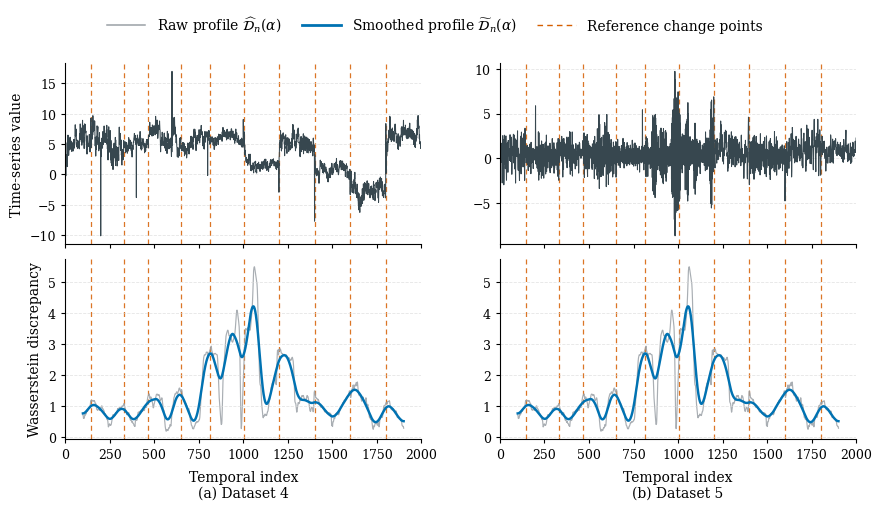 Raw profile 𝒟̂ₙ(α) Smoothed profile 𝒟̃ₙ(α) Reference change points
Time-series value
15
10
5
0
−5
−10
10
5
0
−5
Wasserstein discrepancy
5
4
3
2
1
0
0 250 500 750 1000 1250 1500 1750 2000
Temporal index
(a) Dataset 4
5
4
3
2
1
0
0 250 500 750 1000 1250 1500 1750 2000
Temporal index
(b) Dataset 5